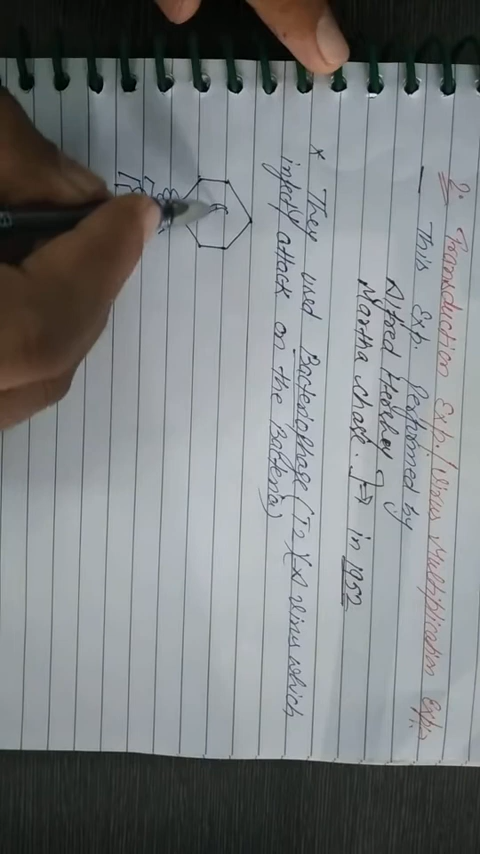 2. Transduction Exp./virus Multiplication Exp:-
- This Exp. performed by
Alfred Hershey
Martha chase. in 1952
* They used Bacteriophage (T2) (A virus which
injectly attack on the Bacteria)